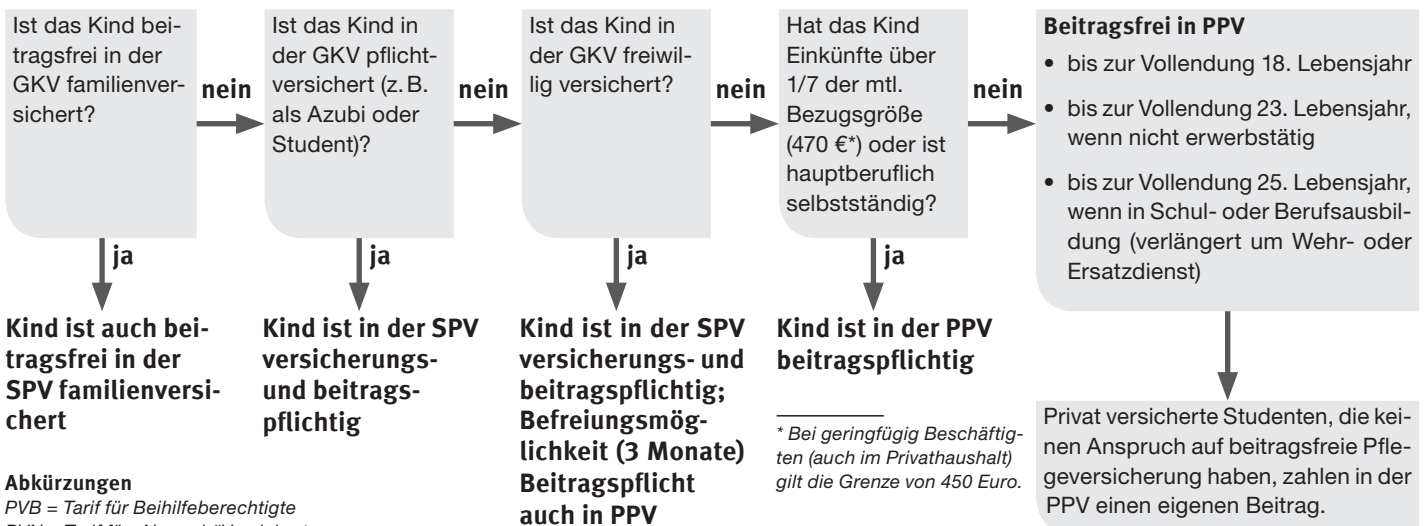 Ist das Kind bei-
tragsfrei in der
GKV familienver-
sichert?
nein
ja
Kind ist auch bei-
tragsfrei in der
SPV familienversi-
chert
Ist das Kind in
der GKV pflicht-
versichert (z. B.
als Azubi oder
Student)?
nein
ja
Kind ist in der SPV
versicherungs-
und beitrags-
pflichtig
Ist das Kind in
der GKV freiwil-
lig versichert?
nein
ja
Kind ist in der SPV
versicherungs- und
beitragspflichtig;
Befreiungsmög-
lichkeit (3 Monate)
Beitragspflicht
auch in PPV
Hat das Kind
Einkünfte über
1/7 der mtl.
Bezugsgröße
(470 €*) oder ist
hauptberuflich
selbstständig?
nein
ja
Kind ist in der PPV
beitragspflichtig
* Bei geringfügig Beschäftig-
ten (auch im Privathaushalt)
gilt die Grenze von 450 Euro.
Beitragsfrei in PPV
• bis zur Vollendung 18. Lebensjahr
• bis zur Vollendung 23. Lebensjahr,
wenn nicht erwerbstätig
• bis zur Vollendung 25. Lebensjahr,
wenn in Schul- oder Berufsausbil-
dung (verlängert um Wehr- oder
Ersatzdienst)
Privat versicherte Studenten, die kei-
nen Anspruch auf beitragsfreie Pfle-
geversicherung haben, zahlen in der
PPV einen eigenen Beitrag.
Abkürzungen
PVB = Tarif für Beihilfeberechtigte